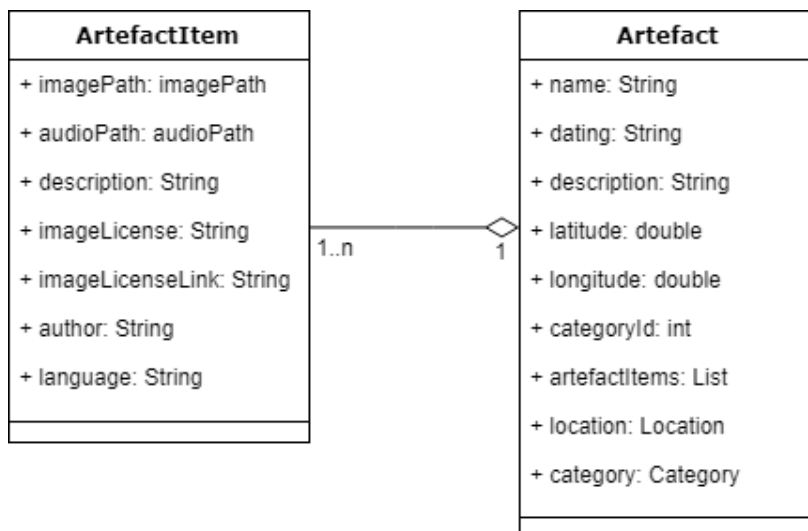 ArtefactItem
+ imagePath: imagePath
+ audioPath: audioPath
+ description: String
+ imageLicense: String
+ imageLicenseLink: String
+ author: String
+ language: String
1..n
1
Artefact
+ name: String
+ dating: String
+ description: String
+ latitude: double
+ longitude: double
+ categoryId: int
+ artefactItems: List
+ location: Location
+ category: Category